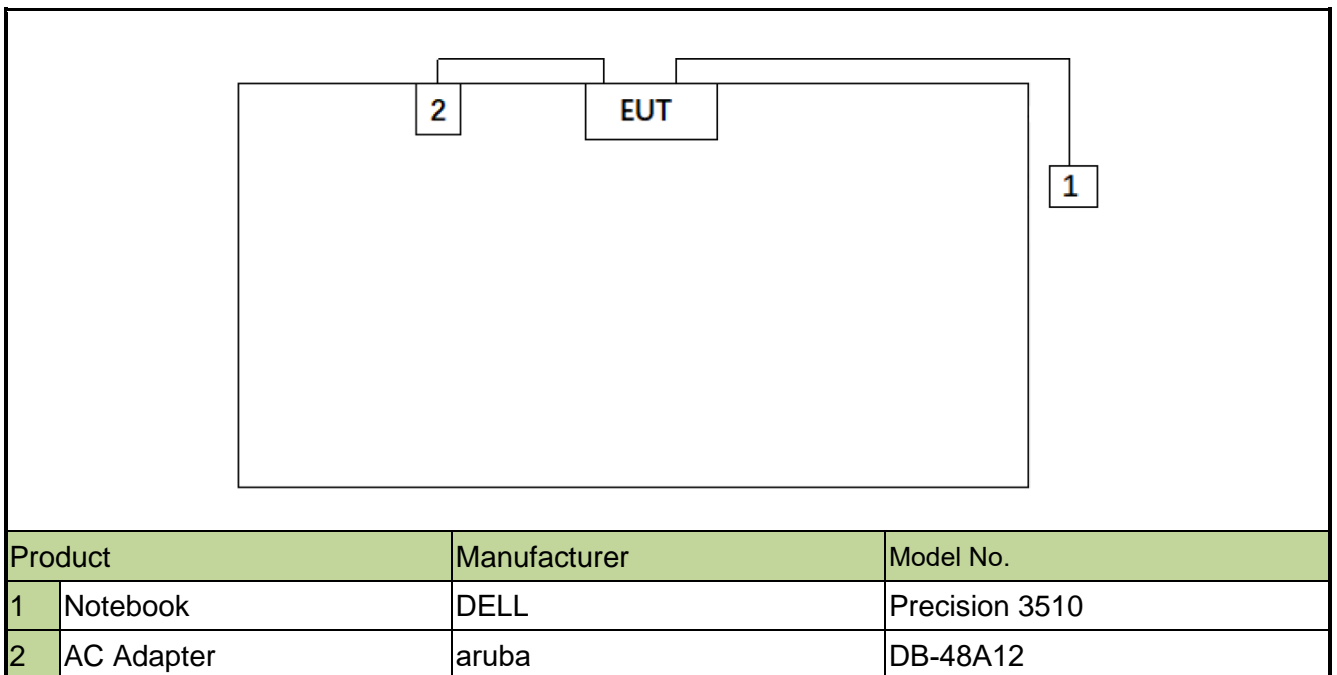 2 EUT
1
Product Manufacturer Model No.
1 Notebook DELL Precision 3510
2 AC Adapter aruba DB-48A12